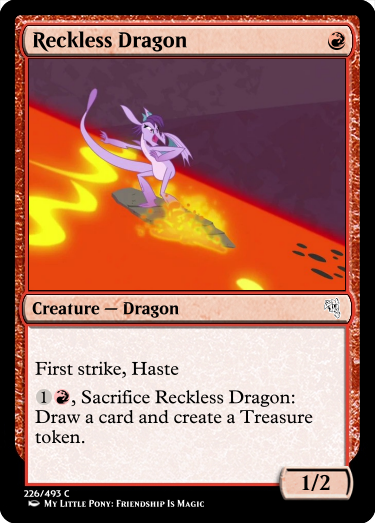 Reckless Dragon
Creature — Dragon
First strike, Haste
1, Sacrifice Reckless Dragon:
Draw a card and create a Treasure
token.
1/2
226/493 C
My Little Pony: Friendship Is Magic